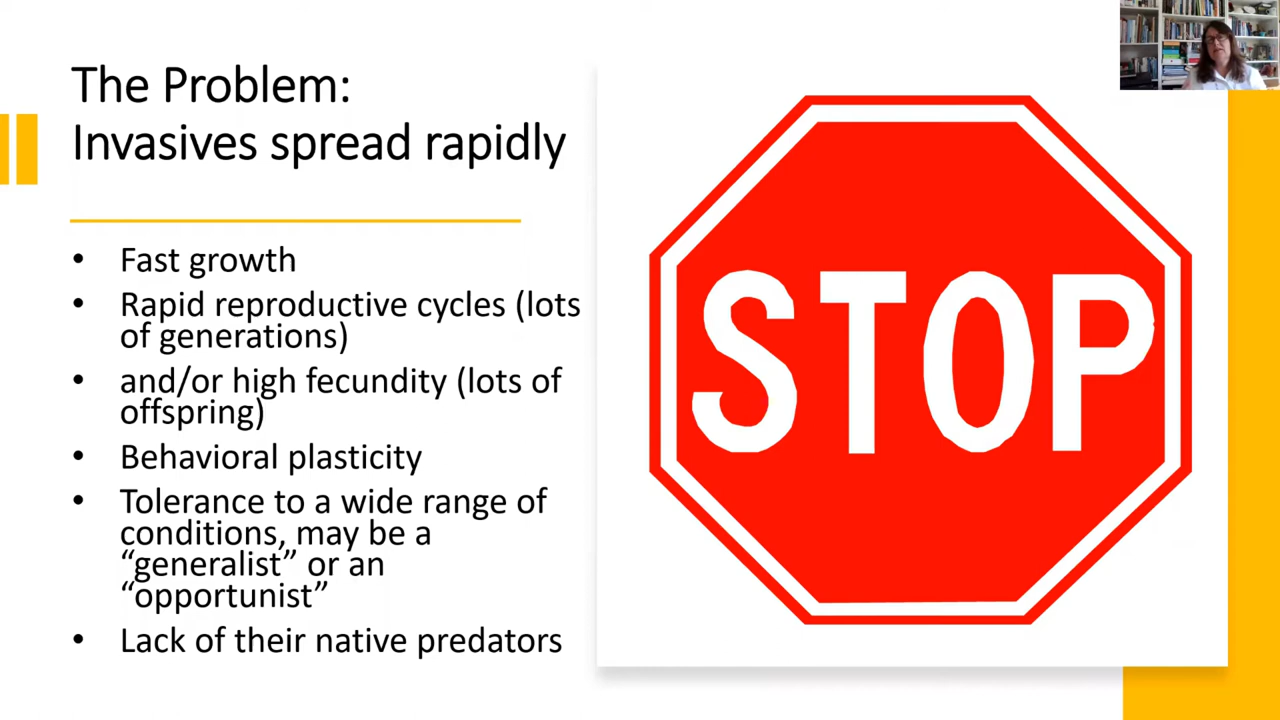 The Problem:
Invasives spread rapidly
• Fast growth
• Rapid reproductive cycles (lots
of generations)
• and/or high fecundity (lots of
offspring)
• Behavioral plasticity
• Tolerance to a wide range of
conditions, may be a
“generalist” or an
“opportunist”
• Lack of their native predators
STOP